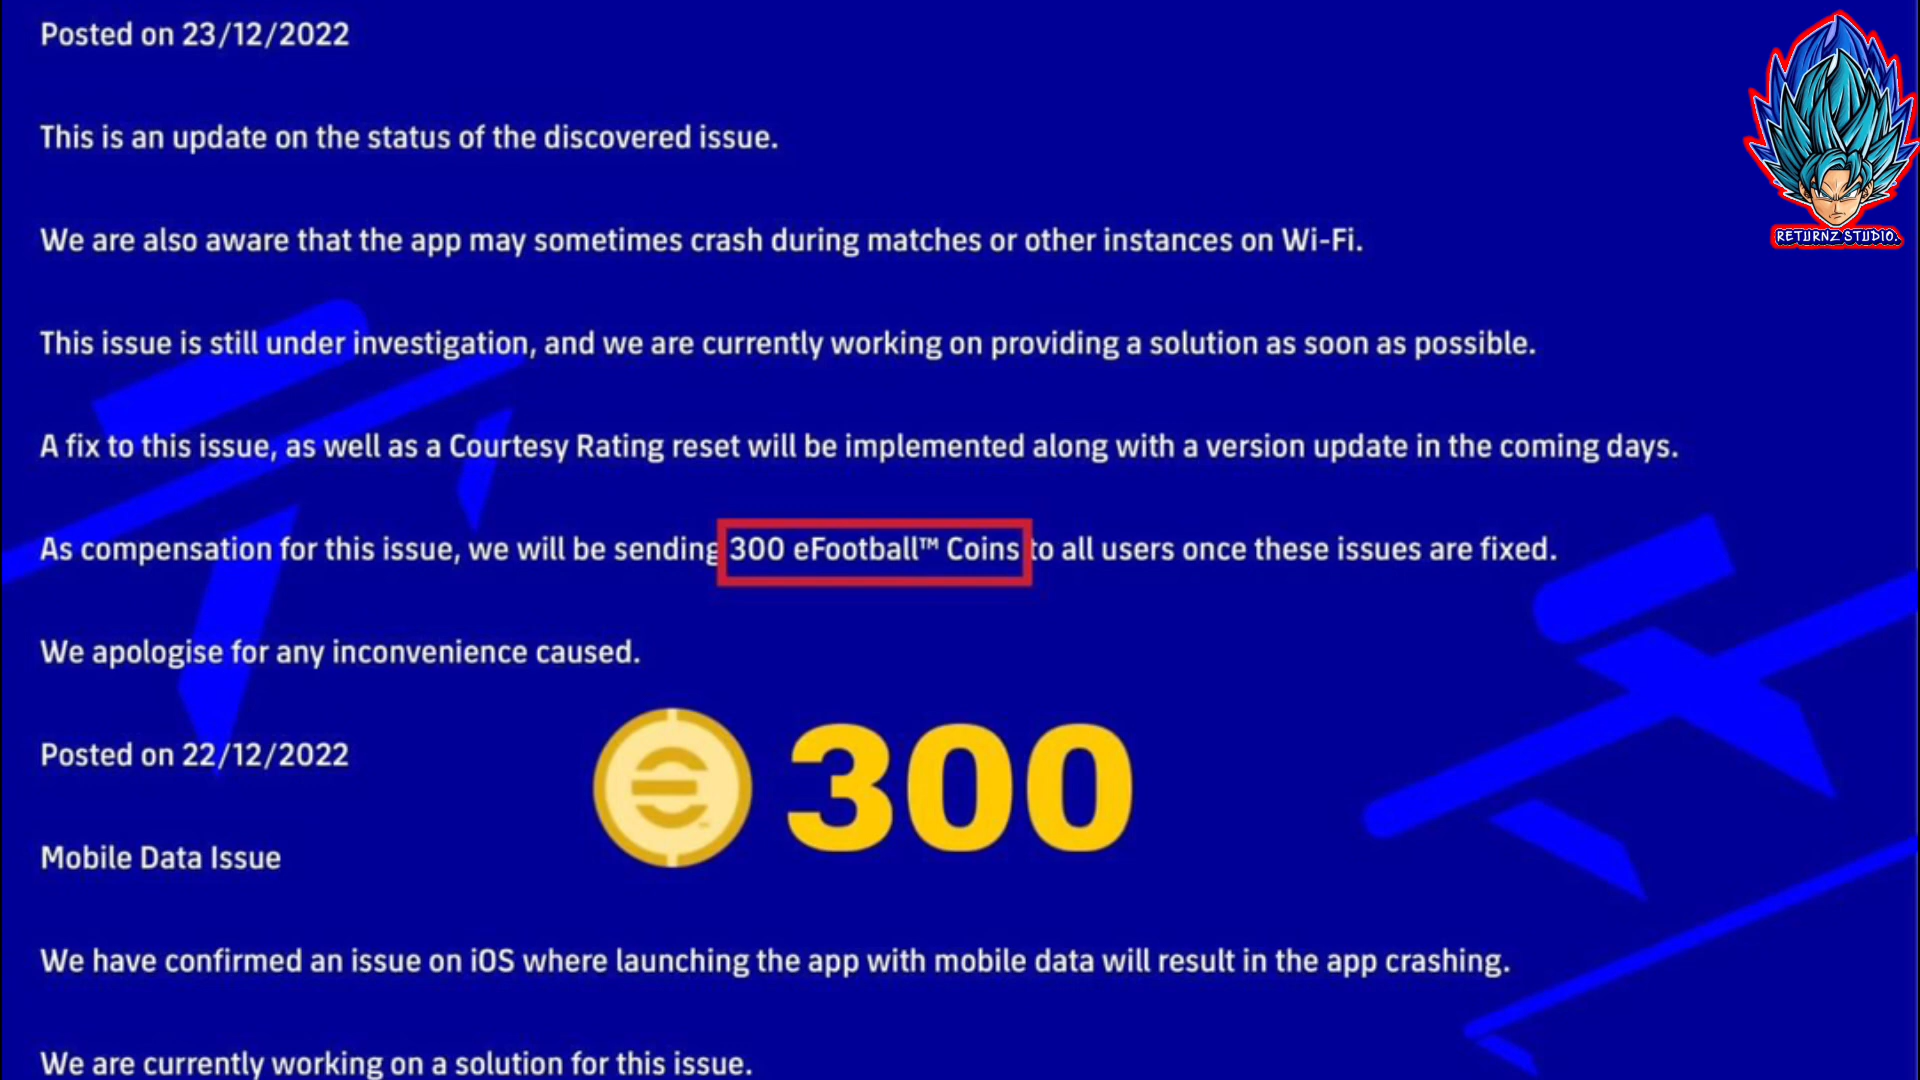 Posted on 23/12/2022
This is an update on the status of the discovered issue.
We are also aware that the app may sometimes crash during matches or other instances on Wi-Fi.
This issue is still under investigation, and we are currently working on providing a solution as soon as possible.
A fix to this issue, as well as a Courtesy Rating reset will be implemented along with a version update in the coming days.
As compensation for this issue, we will be sending 300 eFootball™ Coins to all users once these issues are fixed.
We apologise for any inconvenience caused.
Posted on 22/12/2022
300
Mobile Data Issue
We have confirmed an issue on iOS where launching the app with mobile data will result in the app crashing.
We are currently working on a solution for this issue.
RETURNZ STUDIO.